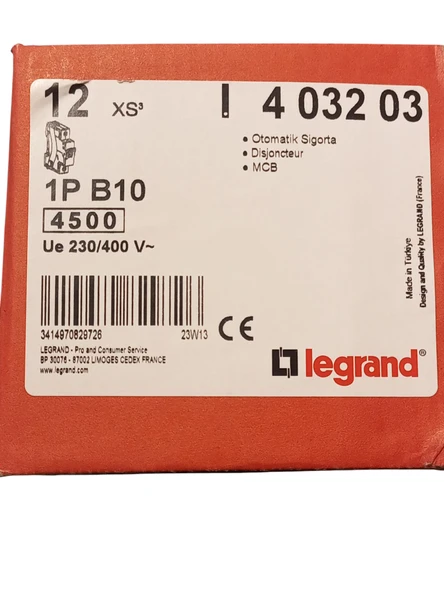 12 XS³ ! 4 032 03
• Otomatik Sigorta
• Disjoncteur
• MCB
1P B10
4500
Ue 230/400 V~
Made in Türkiye
Design and Quality by LEGRAND (France)
3414970829726 23W13
CE
LEGRAND - Pro and Consumer Service
BP 30076 - 87002 LIMOGES CEDEX FRANCE
www.legrand.com
legrand®